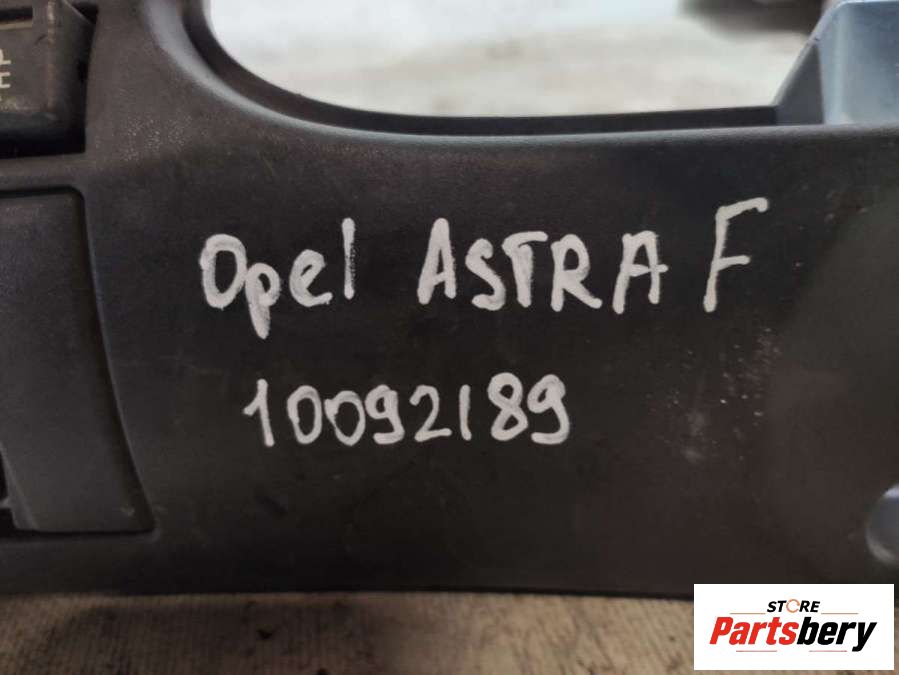 Opel ASTRA F
10092189
STORE
Partsbery